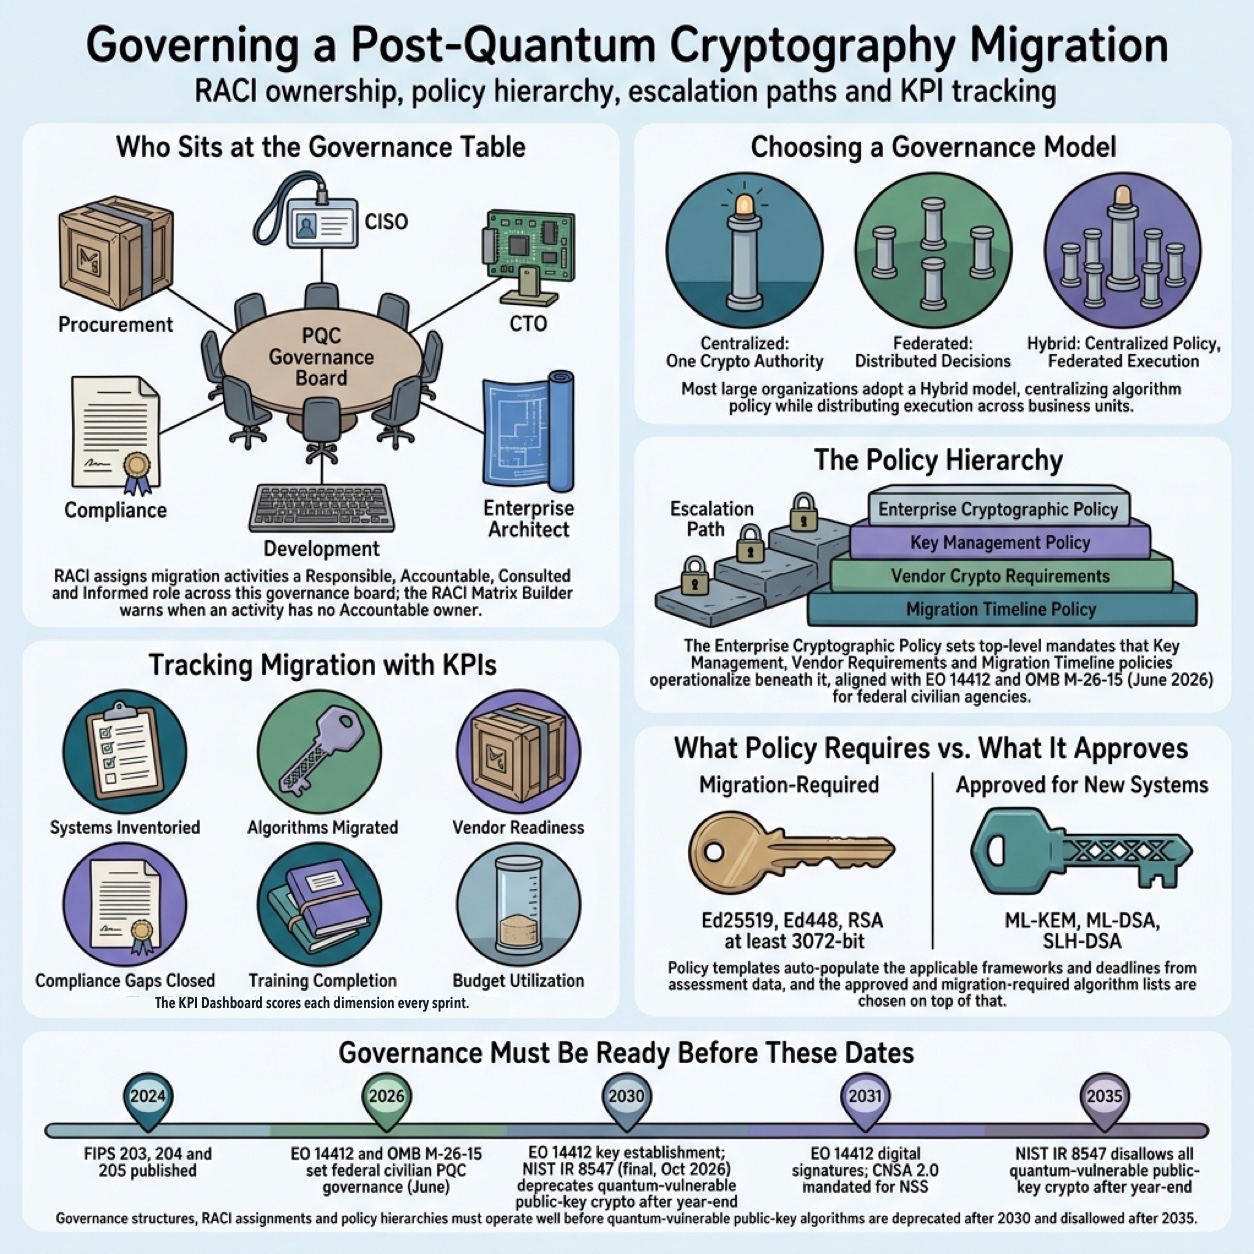 Governing a Post-Quantum Cryptography Migration
RACI ownership, policy hierarchy, escalation paths and KPI tracking
Who Sits at the Governance Table
Procurement
CISO
CTO
PQC
Governance
Board
Compliance
Development
Enterprise
Architect
RACI assigns migration activities a Responsible, Accountable, Consulted
and Informed role across this governance board; the RACI Matrix Builder
warns when an activity has no Accountable owner.
Choosing a Governance Model
Centralized:
One Crypto Authority
Federated:
Distributed Decisions
Hybrid: Centralized Policy,
Federated Execution
Most large organizations adopt a Hybrid model, centralizing algorithm
policy while distributing execution across business units.
The Policy Hierarchy
Escalation
Path
Enterprise Cryptographic Policy
Key Management Policy
Vendor Crypto Requirements
Migration Timeline Policy
The Enterprise Cryptographic Policy sets top-level mandates that Key
Management, Vendor Requirements and Migration Timeline policies
operationalize beneath it, aligned with EO 14412 and OMB M-26-15 (June 2026)
for federal civilian agencies.
Tracking Migration with KPIs
Systems Inventoried
Algorithms Migrated
Vendor Readiness
Compliance Gaps Closed
Training Completion
Budget Utilization
The KPI Dashboard scores each dimension every sprint.
What Policy Requires vs. What It Approves
Migration-Required
Ed25519, Ed448, RSA
at least 3072-bit
Approved for New Systems
ML-KEM, ML-DSA,
SLH-DSA
Policy templates auto-populate the applicable frameworks and deadlines from
assessment data, and the approved and migration-required algorithm lists are
chosen on top of that.
Governance Must Be Ready Before These Dates
2024
FIPS 203, 204 and
205 published
2026
EO 14412 and OMB M-26-15
set federal civilian PQC
governance (June)
2030
EO 14412 key establishment;
NIST IR 8547 (final, Oct 2026)
deprecates quantum-vulnerable
public-key crypto after year-end
2031
EO 14412 digital
signatures; CNSA 2.0
mandated for NSS
2035
NIST IR 8547 disallows all
quantum-vulnerable public-
key crypto after year-end
Governance structures, RACI assignments and policy hierarchies must operate well before quantum-vulnerable public-key algorithms are deprecated after 2030 and disallowed after 2035.